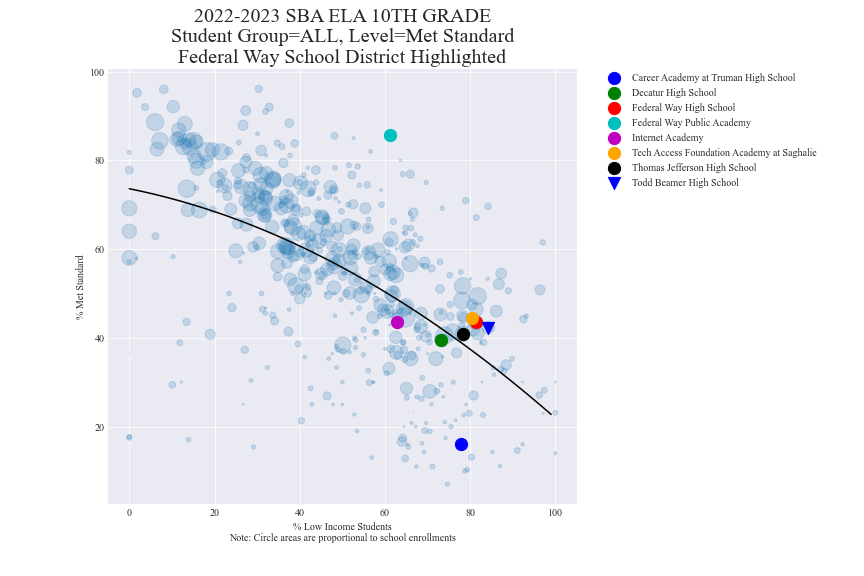 2022-2023 SBA ELA 10TH GRADE
Student Group=ALL, Level=Met Standard
Federal Way School District Highlighted
100
80
60
40
20
% Met Standard
0 20 40 60 80 100
% Low Income Students
Note: Circle areas are proportional to school enrollments
Career Academy at Truman High School
Decatur High School
Federal Way High School
Federal Way Public Academy
Internet Academy
Tech Access Foundation Academy at Saghalie
Thomas Jefferson High School
Todd Beamer High School